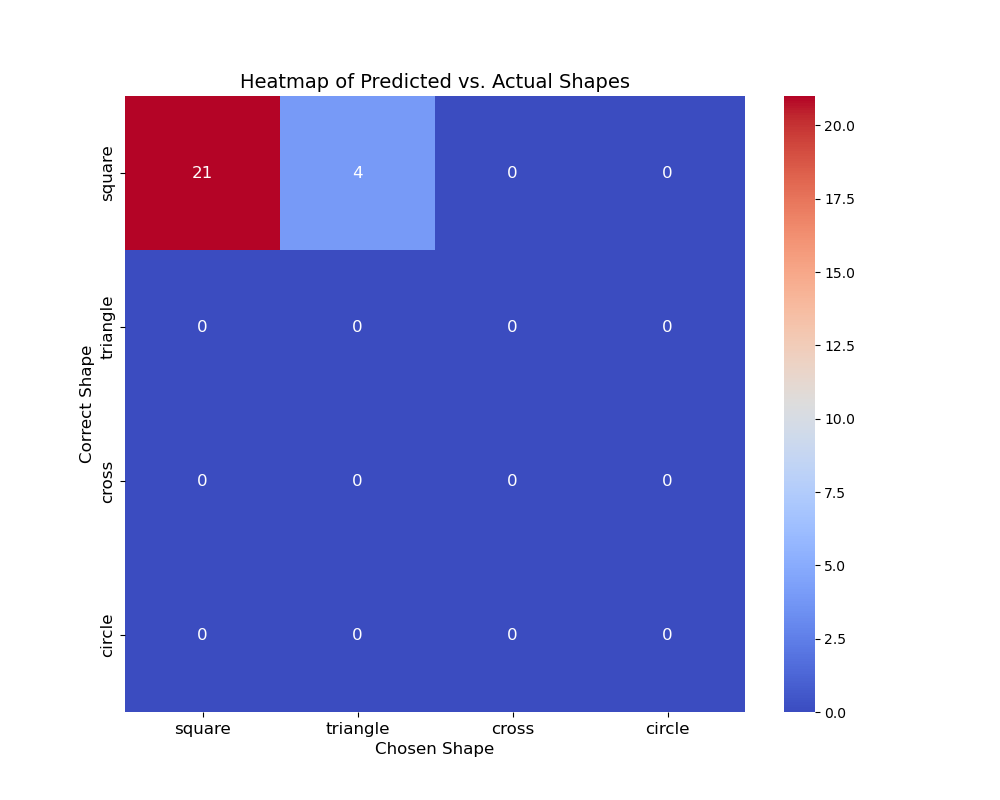 Heatmap of Predicted vs. Actual Shapes
Correct Shape
square
21 4 0 0
triangle
0 0 0 0
cross
0 0 0 0
circle
0 0 0 0
square triangle cross circle
Chosen Shape
20.0
17.5
15.0
12.5
10.0
7.5
5.0
2.5
0.0